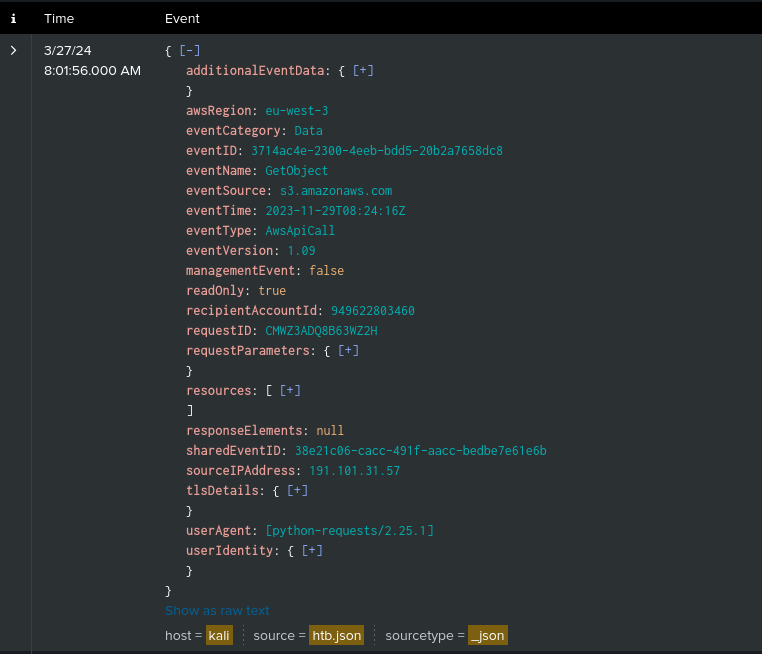 i Time Event
> 3/27/24 { [-]
8:01:56.000 AM additionalEventData: { [+]
}
awsRegion: eu-west-3
eventCategory: Data
eventID: 3714ac4e-2300-4eeb-bdd5-20b2a7658dc8
eventName: GetObject
eventSource: s3.amazonaws.com
eventTime: 2023-11-29T08:24:16Z
eventType: AwsApiCall
eventVersion: 1.09
managementEvent: false
readOnly: true
recipientAccountId: 949622803460
requestID: CMWZ3ADQ8B63WZ2H
requestParameters: { [+]
}
resources: [ [+]
]
responseElements: null
sharedEventID: 38e21c06-cacc-491f-aacc-bedbe7e61e6b
sourceIPAddress: 191.101.31.57
tlsDetails: { [+]
}
userAgent: [python-requests/2.25.1]
userIdentity: { [+]
}
}
Show as raw text
host = kali source = htb.json sourcetype = _json